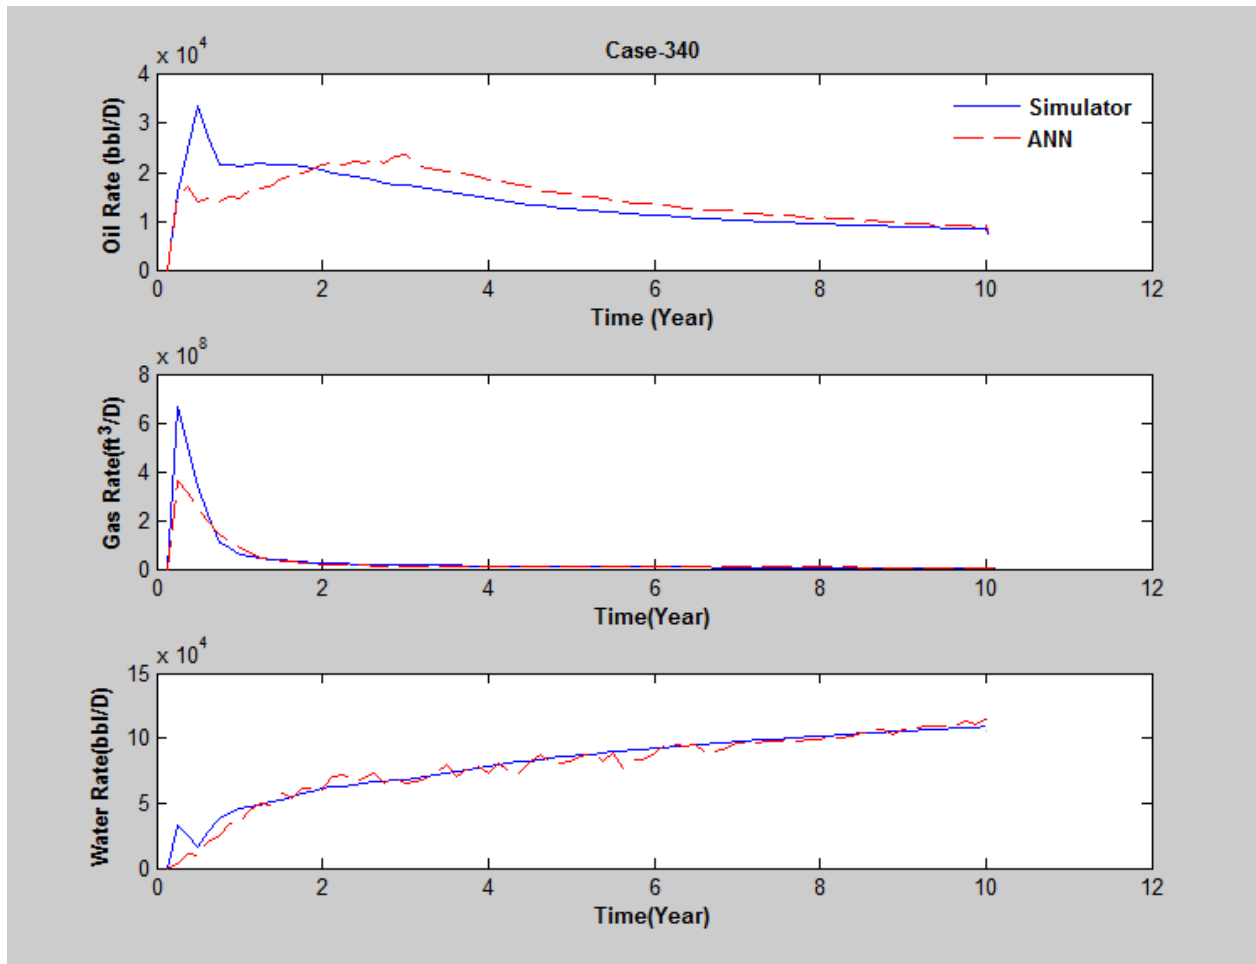 Case-340
x 10^4
Oil Rate (bbl/D)
4
3
2
1
0
Simulator
ANN
0 2 4 6 8 10 12
Time (Year)
x 10^8
Gas Rate(ft^3/D)
8
6
4
2
0
0 2 4 6 8 10 12
Time(Year)
x 10^4
Water Rate(bbl/D)
15
10
5
0
0 2 4 6 8 10 12
Time(Year)